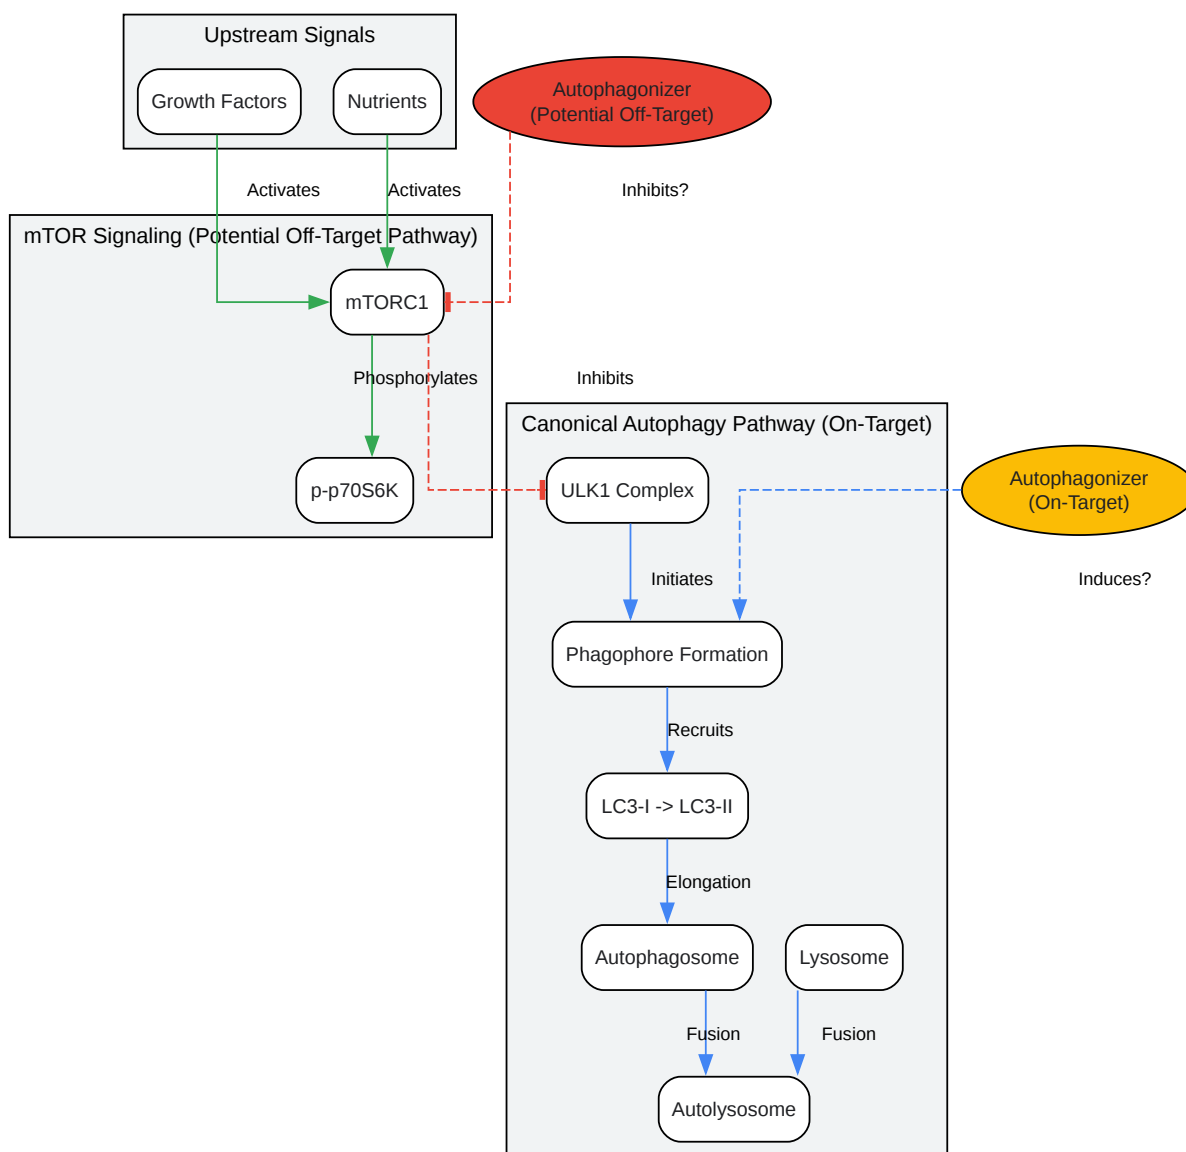 Upstream Signals
Growth Factors
Nutrients
Autophagonizer
(Potential Off-Target)
Activates
Activates
Inhibits?
mTOR Signaling (Potential Off-Target Pathway)
mTORC1
Phosphorylates
Inhibits
Canonical Autophagy Pathway (On-Target)
p-p70S6K
ULK1 Complex
Autophagonizer
(On-Target)
Initiates
Induces?
Phagophore Formation
Recruits
LC3-I -> LC3-II
Elongation
Autophagosome
Lysosome
Fusion
Fusion
Autolysosome